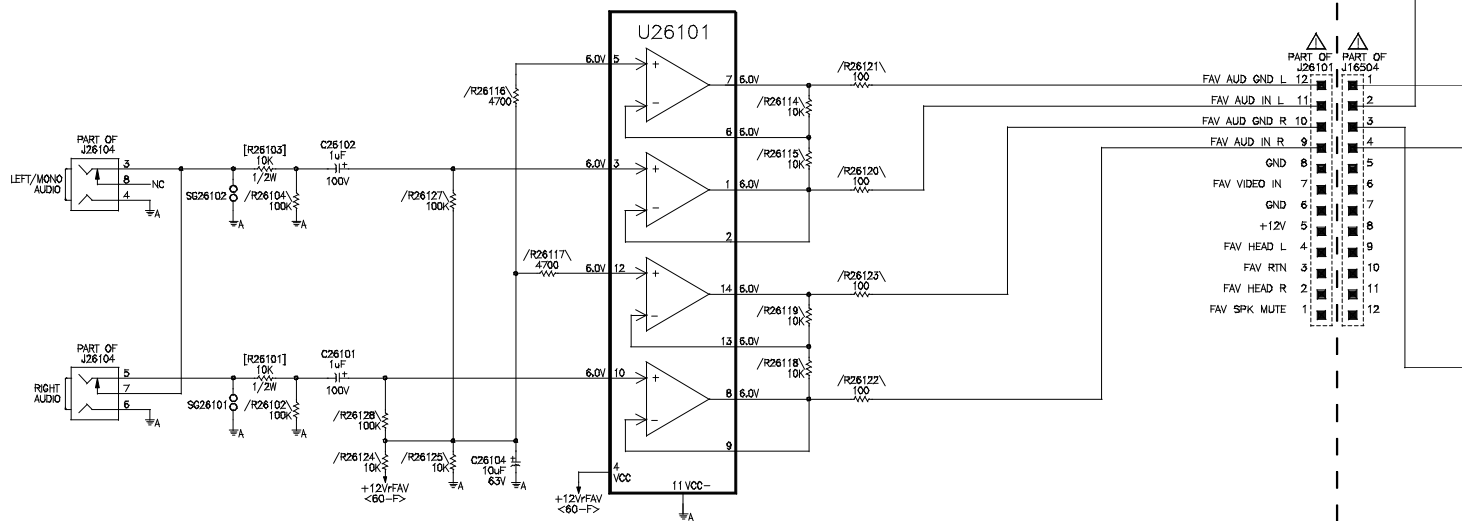 U26101
PART OF
J26104
LEFT/MONO
AUDIO
3
8
NC
4
A
SG26102
A
[R26103]
10K
1/2W
/R26104\
100K
A
C26102
1uF
+
100V
/R26127\
100K
/R26116\
4700
/R26117\
4700
PART OF
J26104
RIGHT
AUDIO
5
7
6
A
SG26101
A
[R26101]
10K
1/2W
/R26102\
100K
A
C26101
1uF
+
100V
/R26128\
100K
/R26124\
10K
+12VrFAV
<60-F>
/R26125\
10K
A
C26104
10uF
63V
+
A
+12VrFAV
<60-F>
4
VCC
11 VCC-
A
6.0V 5
+
−
7 6.0V
6 6.0V
6.0V 3
+
−
1 6.0V
2
6.0V 12
+
−
14 6.0V
13 6.0V
6.0V 10
+
−
8 6.0V
9
/R26114\
10K
/R26115\
10K
/R26119\
10K
/R26118\
10K
/R26121\
100
/R26120\
100
/R26123\
100
/R26122\
100
PART OF
J26101
PART OF
J16504
FAV AUD GND L 12 1
FAV AUD IN L 11 2
FAV AUD GND R 10 3
FAV AUD IN R 9 4
GND 8 5
FAV VIDEO IN 7 6
GND 6 7
+12V 5 8
FAV HEAD L 4 9
FAV RTN 3 10
FAV HEAD R 2 11
FAV SPK MUTE 1 12